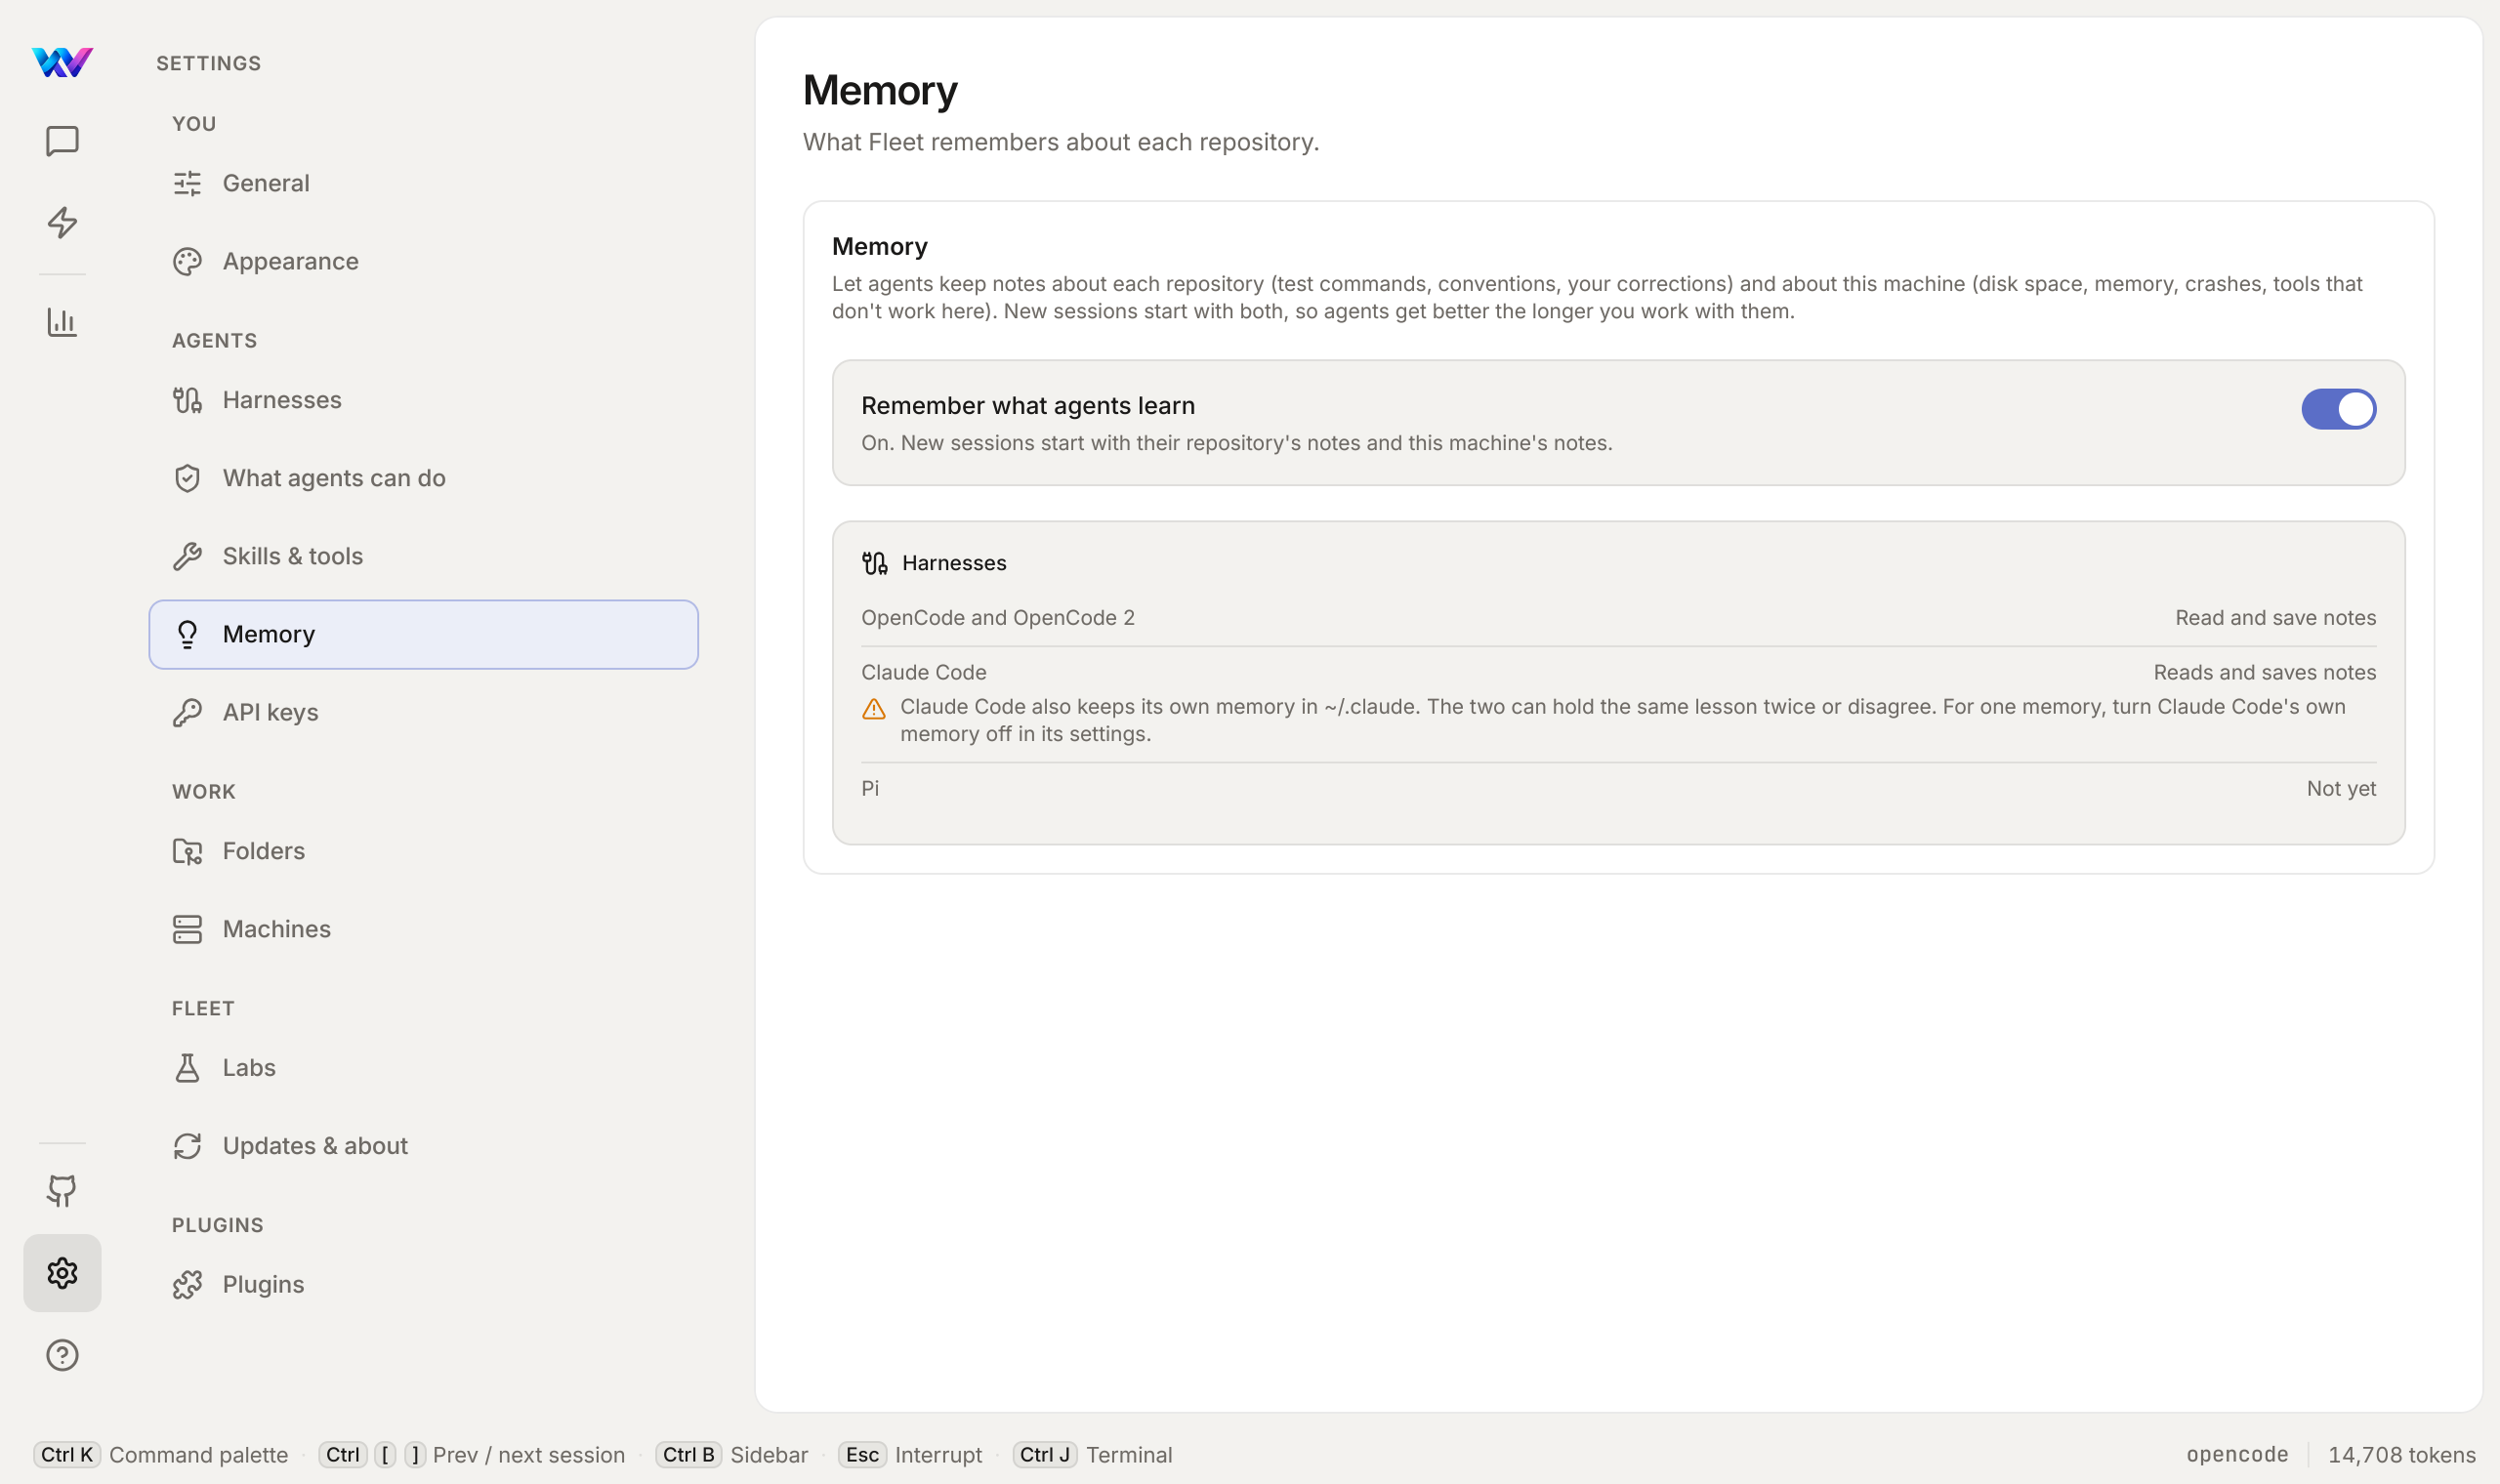 SETTINGS
YOU
General
Appearance
AGENTS
Harnesses
What agents can do
Skills & tools
Memory
API keys
WORK
Folders
Machines
FLEET
Labs
Updates & about
PLUGINS
Plugins
Memory
What Fleet remembers about each repository.
Memory
Let agents keep notes about each repository (test commands, conventions, your corrections) and about this machine (disk space, memory, crashes, tools that
don't work here). New sessions start with both, so agents get better the longer you work with them.
Remember what agents learn
On. New sessions start with their repository's notes and this machine's notes.
Harnesses
OpenCode and OpenCode 2 Read and save notes
Claude Code Reads and saves notes
Claude Code also keeps its own memory in ~/.claude. The two can hold the same lesson twice or disagree. For one memory, turn Claude Code's own
memory off in its settings.
Pi Not yet
Ctrl K Command palette · Ctrl [ ] Prev / next session · Ctrl B Sidebar · Esc Interrupt · Ctrl J Terminal opencode 14,708 tokens